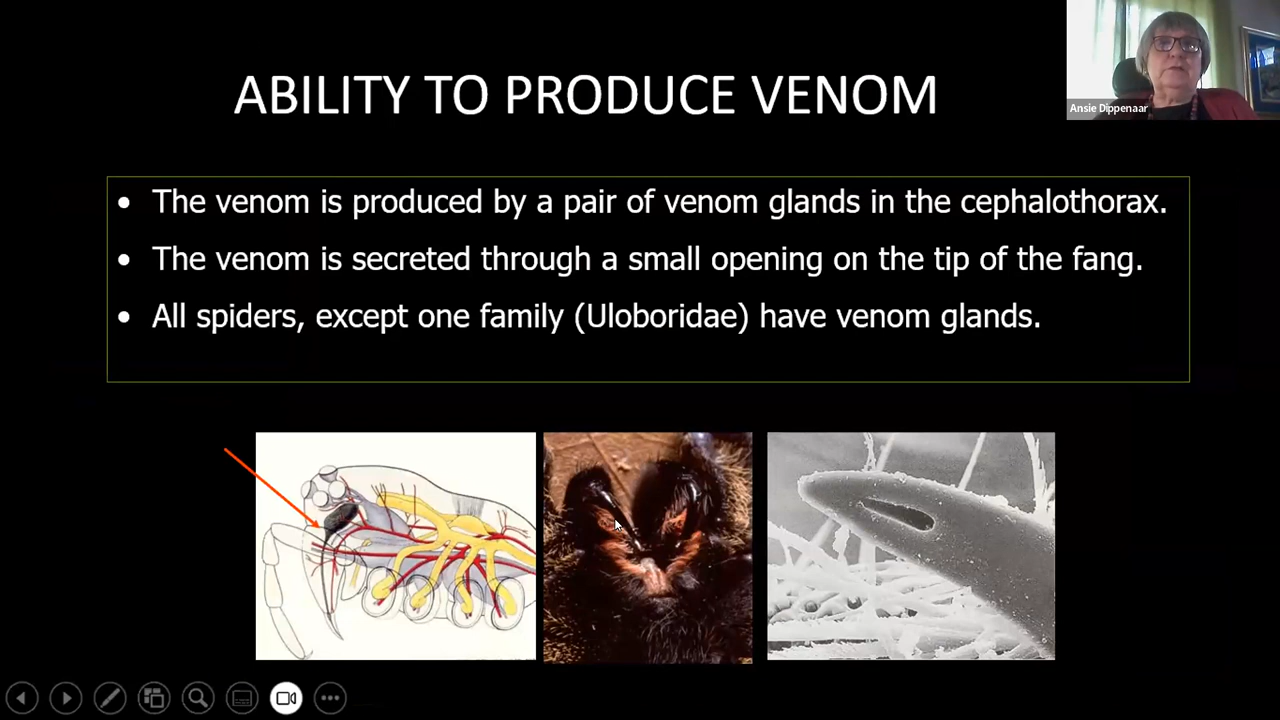 ABILITY TO PRODUCE VENOM
Ansie Dippenaar
• The venom is produced by a pair of venom glands in the cephalothorax.
• The venom is secreted through a small opening on the tip of the fang.
• All spiders, except one family (Uloboridae) have venom glands.